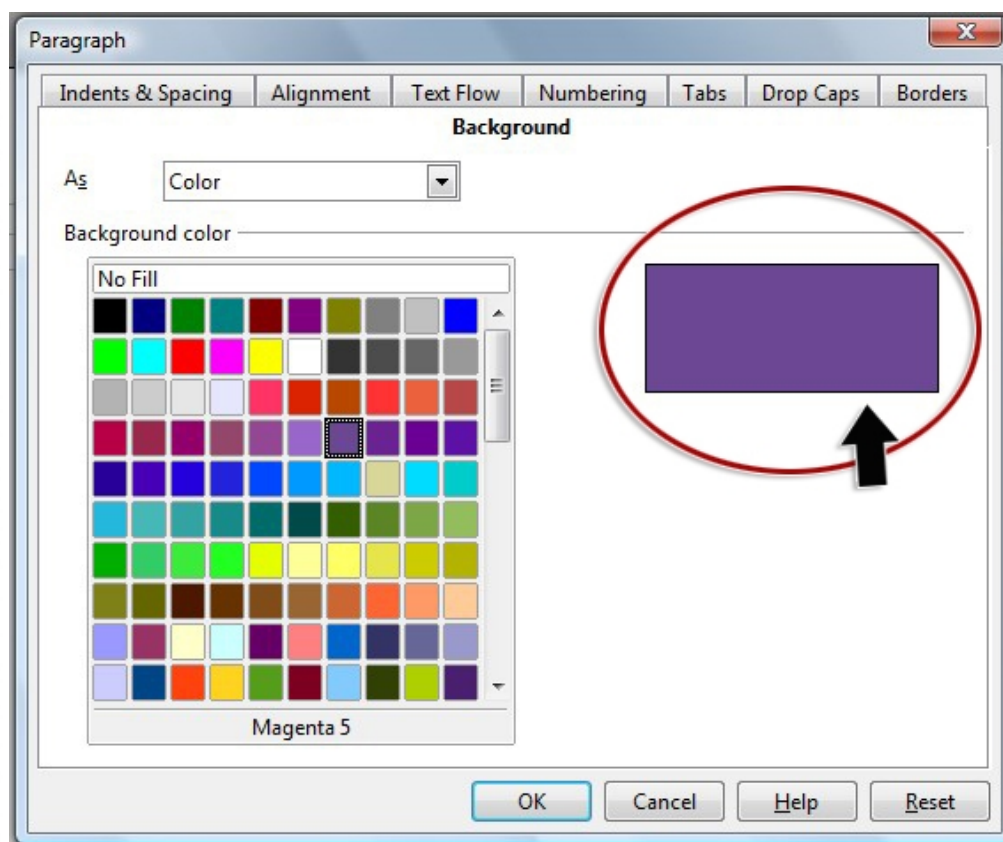 Paragraph
Indents & Spacing Alignment Text Flow Numbering Tabs Drop Caps Borders
Background
As Color
Background color
No Fill
Magenta 5
OK Cancel Help Reset